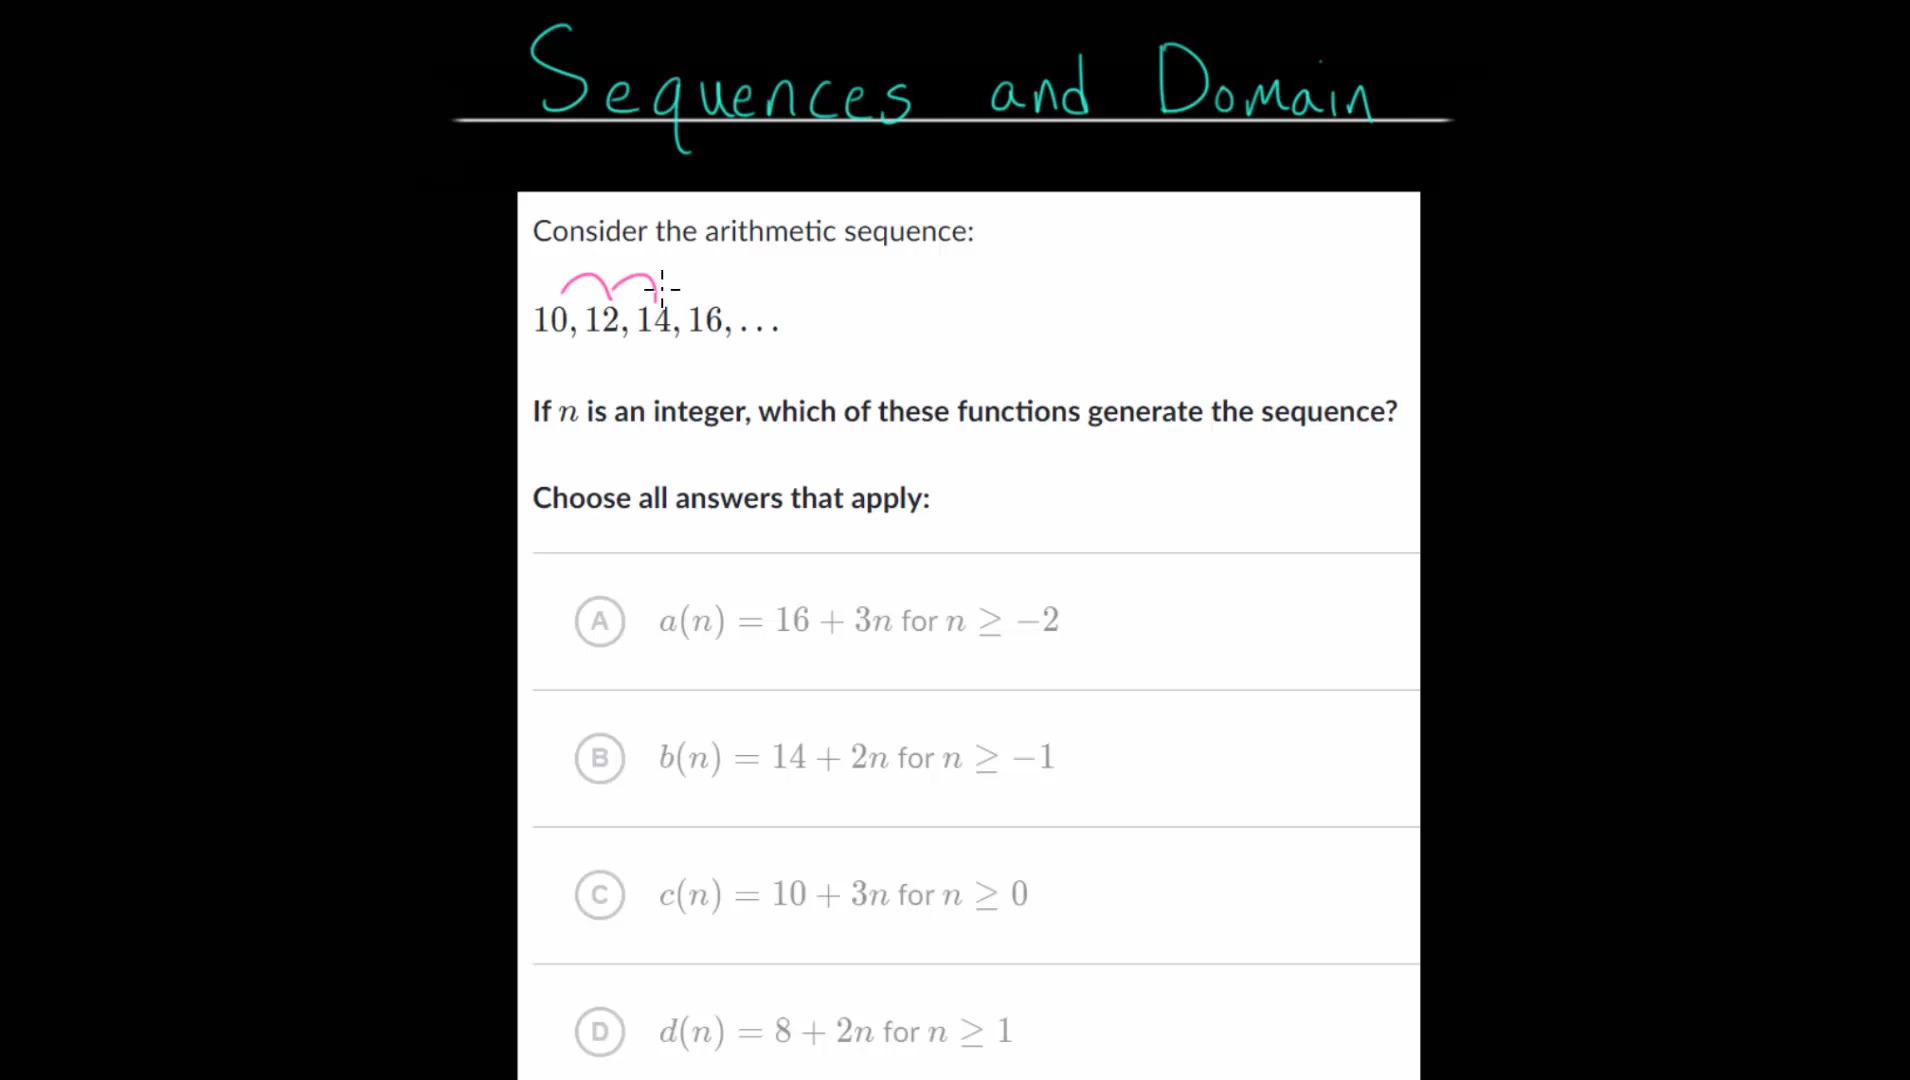 Sequences and Domain
Consider the arithmetic sequence:
10, 12, 14, 16, ...
If n is an integer, which of these functions generate the sequence?
Choose all answers that apply:
A a(n) = 16 + 3n for n ≥ −2
B b(n) = 14 + 2n for n ≥ −1
C c(n) = 10 + 3n for n ≥ 0
D d(n) = 8 + 2n for n ≥ 1